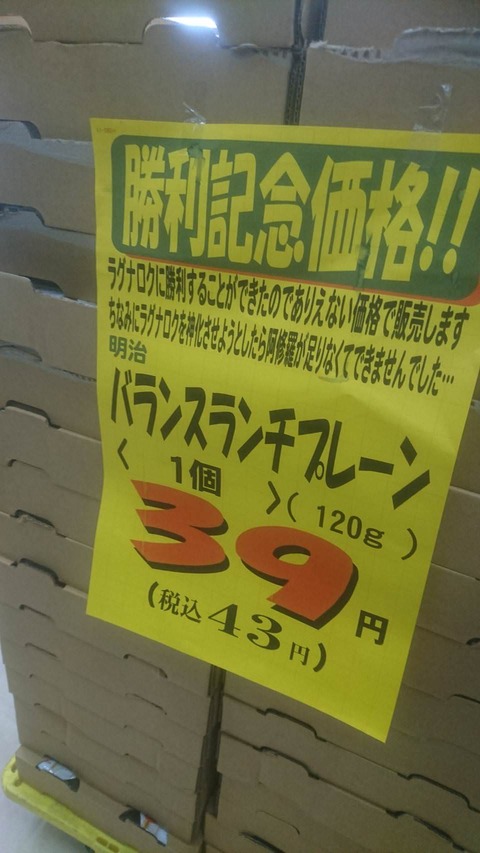 勝利記念価格!!
ラグナロクに勝利することができたのでありえない価格で販売します
ちなみにラグナロクを神化させようとしたら阿修羅が足りなくてできませんでした…
明治
バランスランチプレーン
< 1個 >( 120g )
39円
(税込43円)